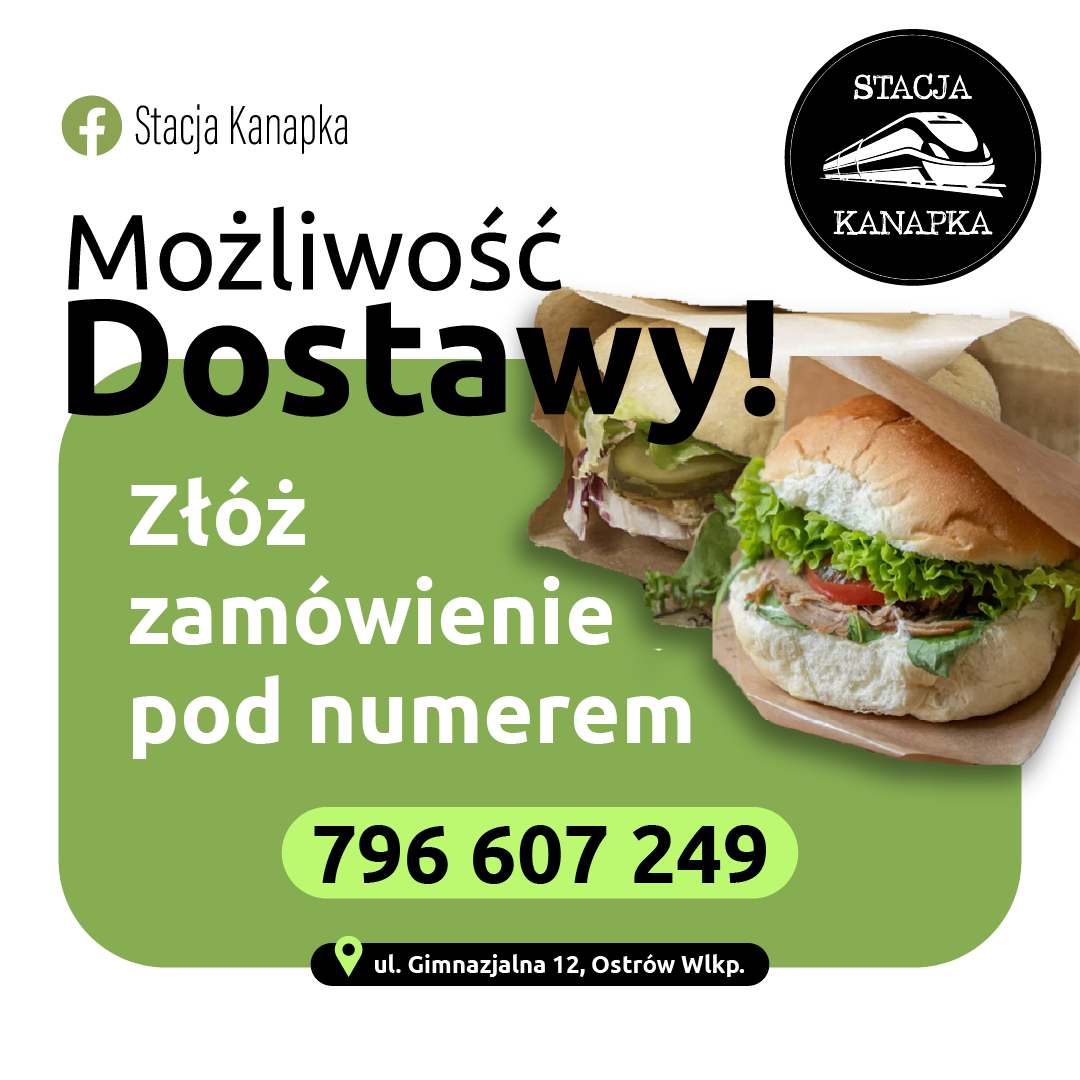 Stacja Kanapka
STACJA
KANAPKA
Możliwość
Dostawy!
Złóż
zamówienie
pod numerem
796 607 249
ul. Gimnazjalna 12, Ostrów Wlkp.